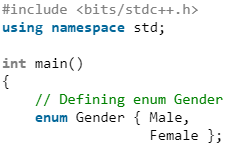 #include <bits/stdc++.h>
using namespace std;
int main()
{
// Defining enum Gender
enum Gender { Male,
Female };